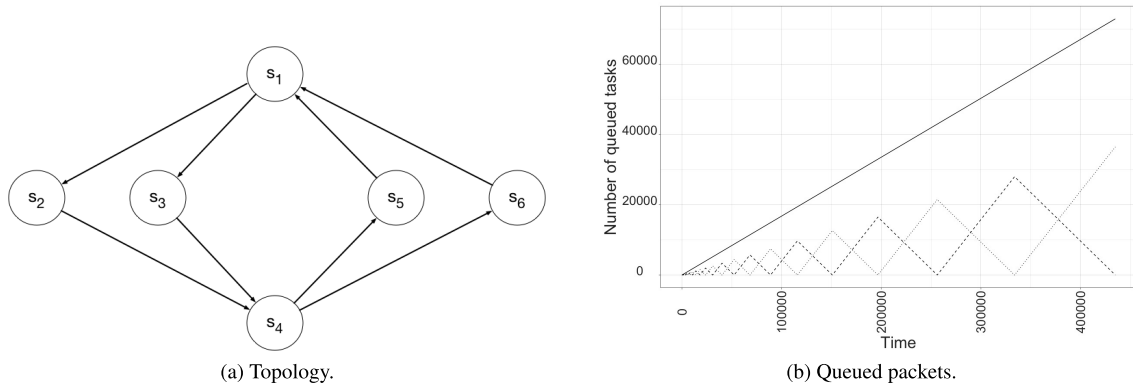 s1
s2
s3
s5
s6
s4
(a) Topology.
Number of queued tasks
60000
40000
20000
0
0
100000
200000
300000
400000
Time
(b) Queued packets.